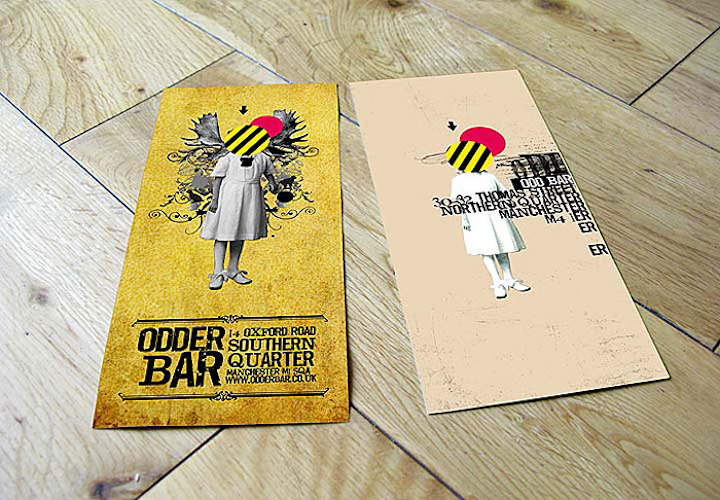 ODDER
BAR
14 OXFORD ROAD
SOUTHERN
QUARTER
MANCHESTER M1 5QA
WWW.ODDERBAR.CO.UK
ODD BAR
30-32 THOMAS STREET
NORTHERN QUARTER
MANCHESTER
M4 1ER
ER
ER